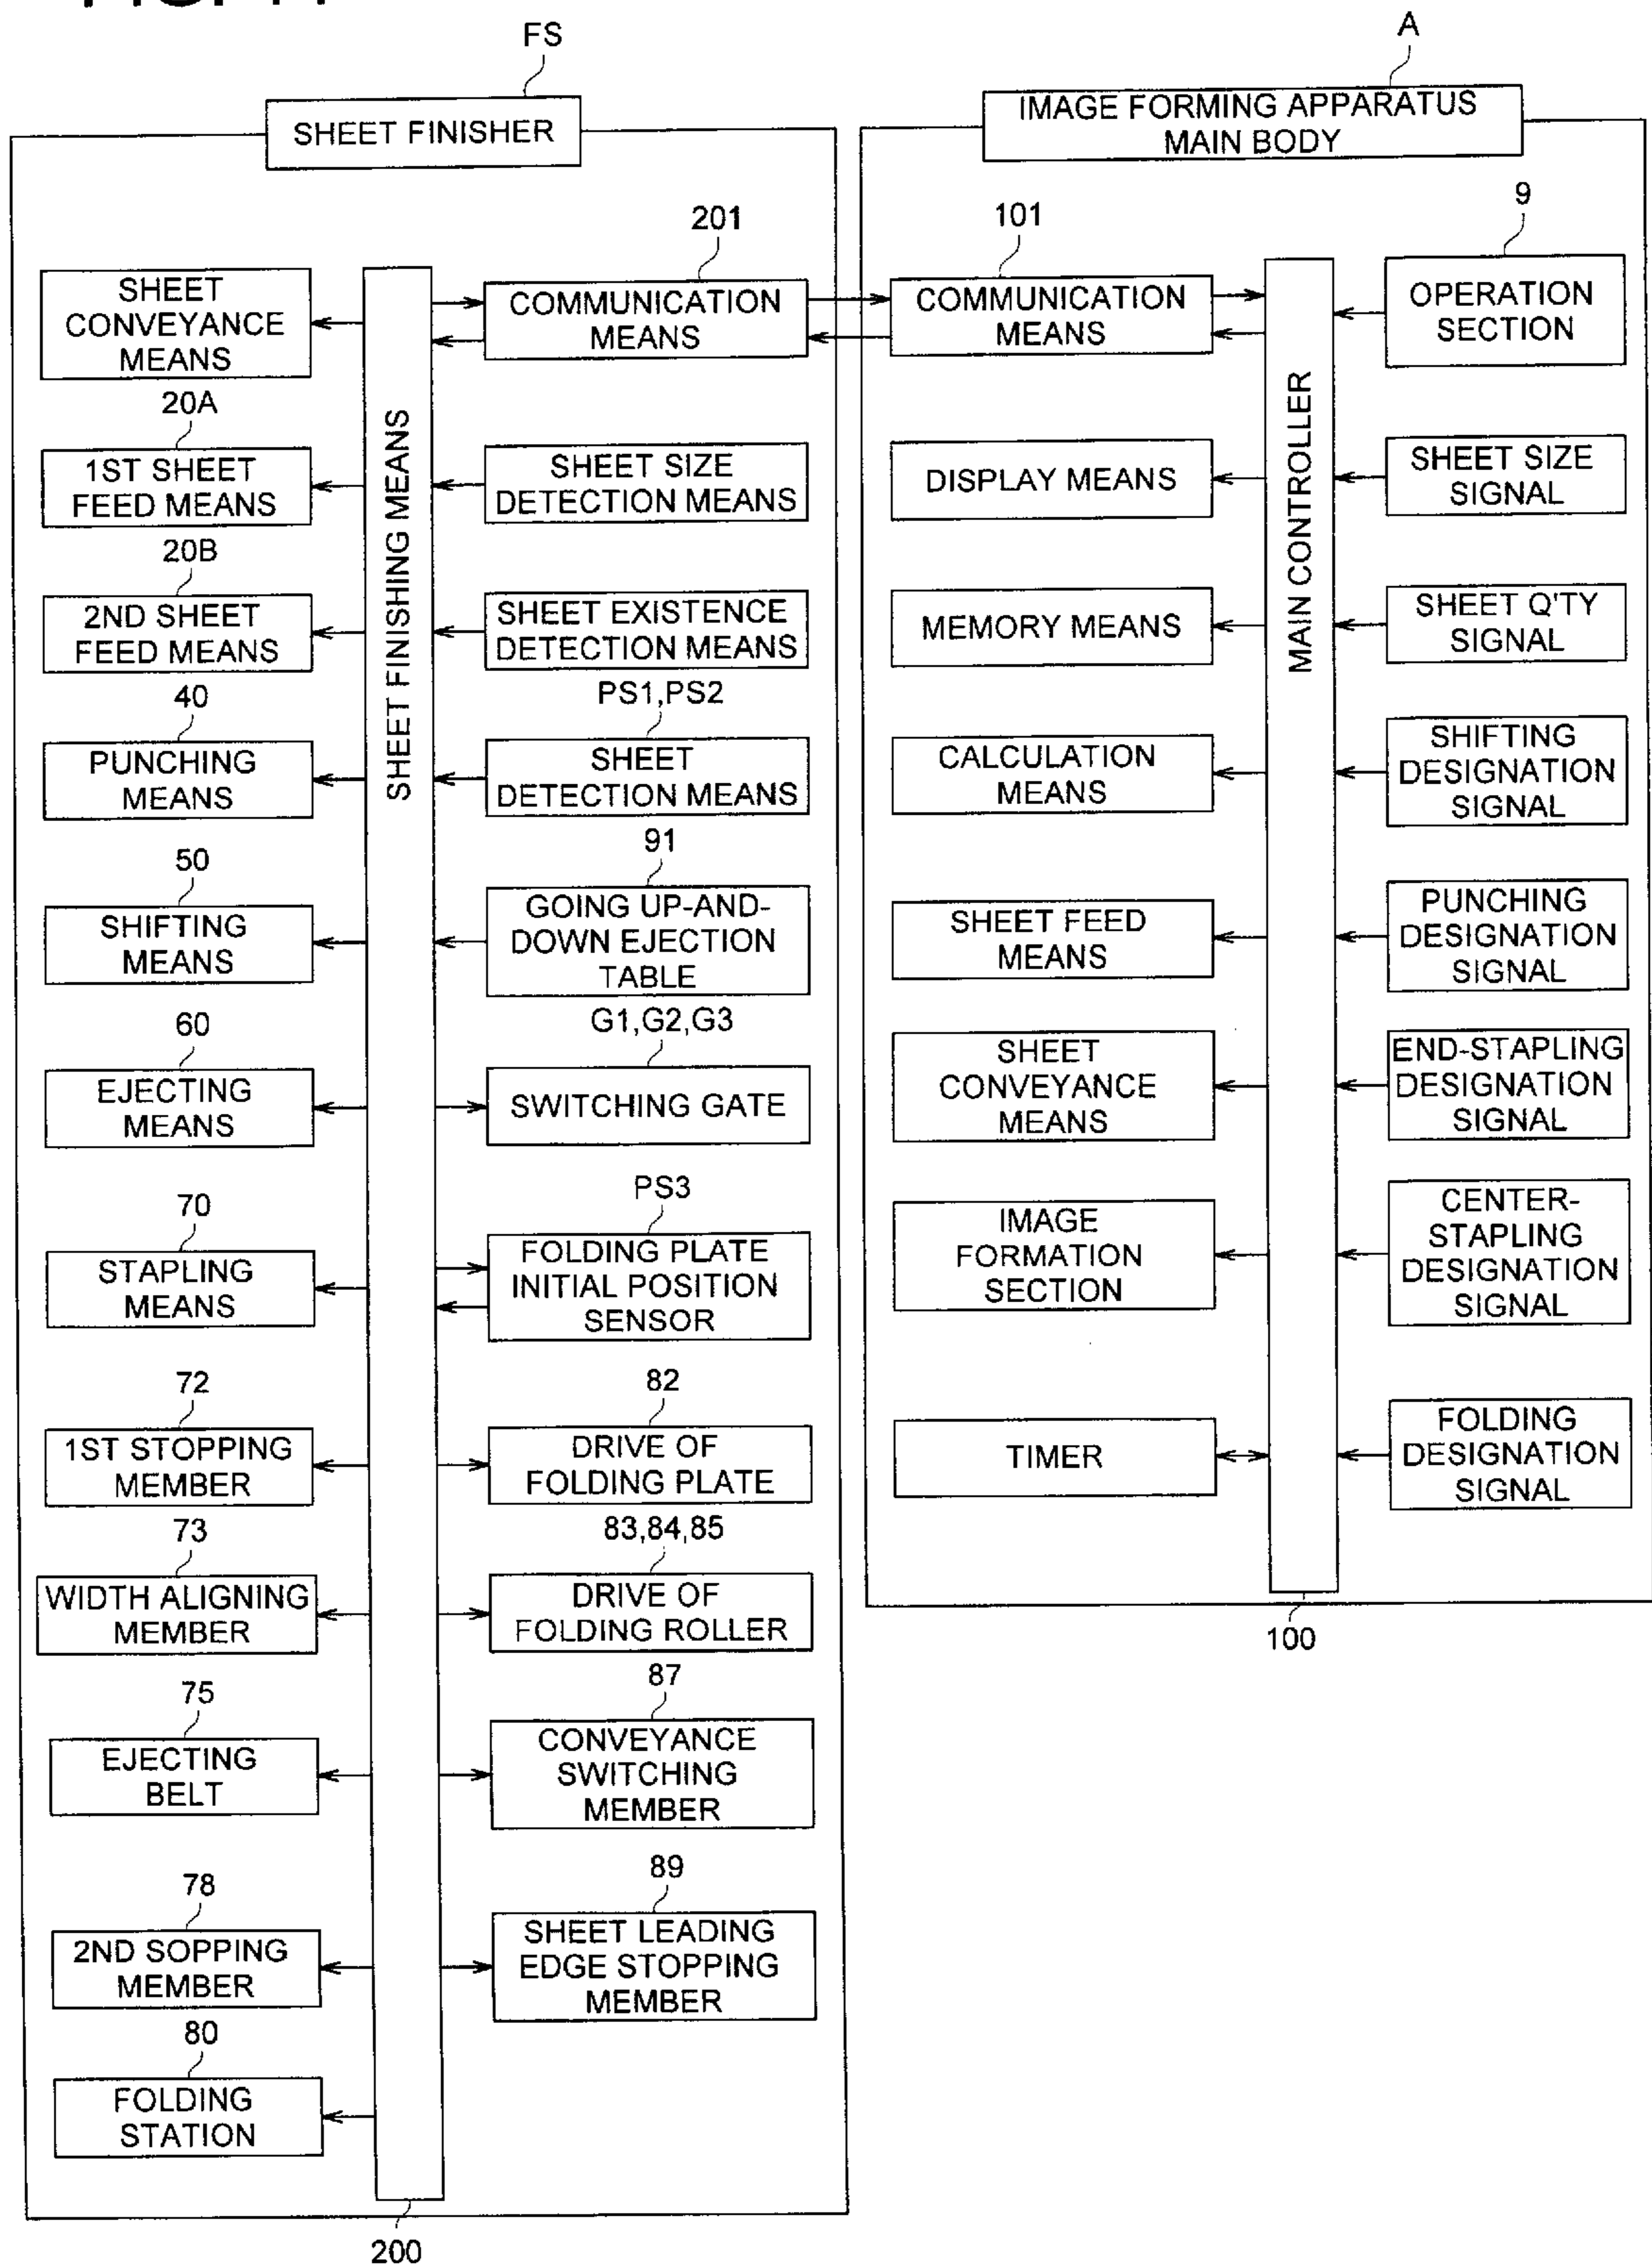 FS
SHEET FINISHER
201
SHEET
CONVEYANCE
MEANS
COMMUNICATION
MEANS
20A
1ST SHEET
FEED MEANS
SHEET SIZE
DETECTION MEANS
20B
2ND SHEET
FEED MEANS
SHEET EXISTENCE
DETECTION MEANS
40
PUNCHING
MEANS
PS1,PS2
SHEET
DETECTION MEANS
50
SHIFTING
MEANS
91
GOING UP-AND-
DOWN EJECTION
TABLE
60
EJECTING
MEANS
G1,G2,G3
SWITCHING GATE
70
STAPLING
MEANS
PS3
FOLDING PLATE
INITIAL POSITION
SENSOR
72
1ST STOPPING
MEMBER
82
DRIVE OF
FOLDING PLATE
73
WIDTH ALIGNING
MEMBER
83,84,85
DRIVE OF
FOLDING ROLLER
75
EJECTING
BELT
87
CONVEYANCE
SWITCHING
MEMBER
78
2ND SOPPING
MEMBER
89
SHEET LEADING
EDGE STOPPING
MEMBER
80
FOLDING
STATION
SHEET FINISHING MEANS
200
A
IMAGE FORMING APPARATUS
MAIN BODY
101
COMMUNICATION
MEANS
9
OPERATION
SECTION
DISPLAY MEANS
SHEET SIZE
SIGNAL
MEMORY MEANS
SHEET Q'TY
SIGNAL
CALCULATION
MEANS
SHIFTING
DESIGNATION
SIGNAL
SHEET FEED
MEANS
PUNCHING
DESIGNATION
SIGNAL
SHEET
CONVEYANCE
MEANS
END-STAPLING
DESIGNATION
SIGNAL
IMAGE
FORMATION
SECTION
CENTER-
STAPLING
DESIGNATION
SIGNAL
TIMER
FOLDING
DESIGNATION
SIGNAL
MAIN CONTROLLER
100